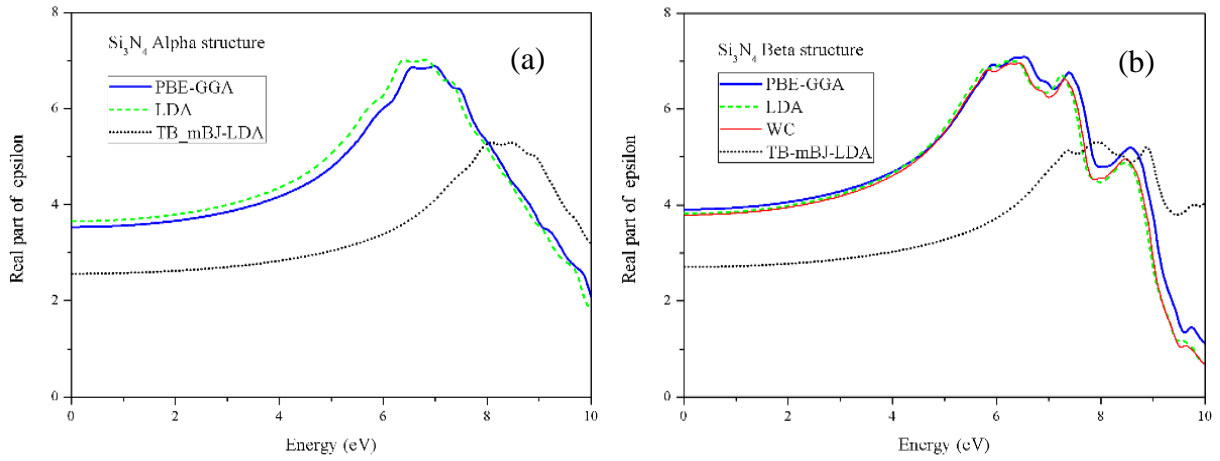 Si3N4 Alpha structure
(a)
PBE-GGA
LDA
TB_mBJ-LDA
Real part of epsilon
8
6
4
2
0
0 2 4 6 8 10
Energy (eV)
Si3N4 Beta structure
(b)
PBE-GGA
LDA
WC
TB-mBJ-LDA
Real part of epsilon
8
6
4
2
0
0 2 4 6 8 10
Energy (eV)